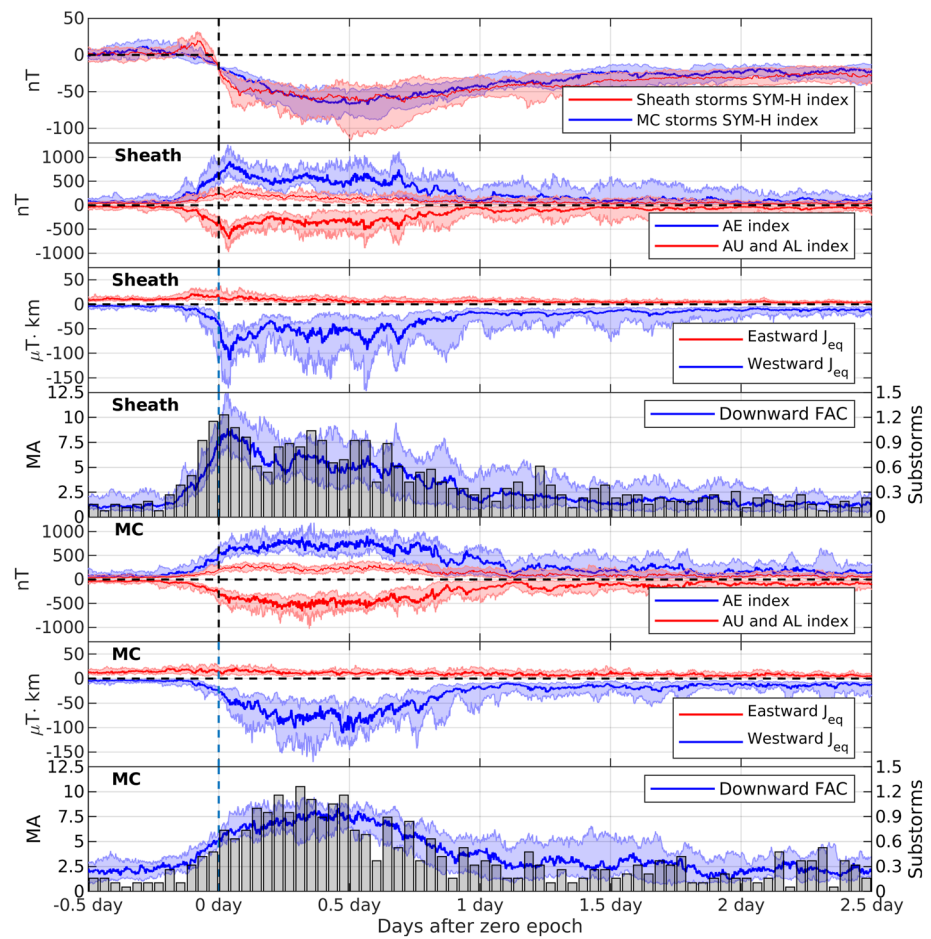 50
0
-50
-100
nT
Sheath storms SYM-H index
MC storms SYM-H index
Sheath
1000
500
0
-500
-1000
nT
AE index
AU and AL index
Sheath
50
0
-50
-100
-150
μT· km
Eastward Jeq
Westward Jeq
Sheath
12.5
10
7.5
5
2.5
0
MA
Downward FAC
1.5
1.2
0.9
0.6
0.3
0
Substorms
MC
1000
500
0
-500
-1000
nT
AE index
AU and AL index
MC
50
0
-50
-100
-150
μT· km
Eastward Jeq
Westward Jeq
MC
12.5
10
7.5
5
2.5
0
MA
Downward FAC
1.5
1.2
0.9
0.6
0.3
0
Substorms
-0.5 day 0 day 0.5 day 1 day 1.5 day 2 day 2.5 day
Days after zero epoch